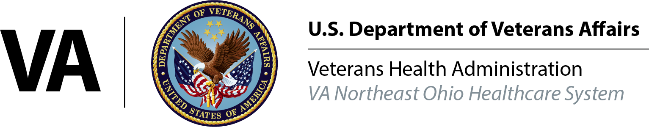 VA
DEPARTMENT OF VETERANS AFFAIRS
UNITED STATES OF AMERICA
U.S. Department of Veterans Affairs
Veterans Health Administration
VA Northeast Ohio Healthcare System